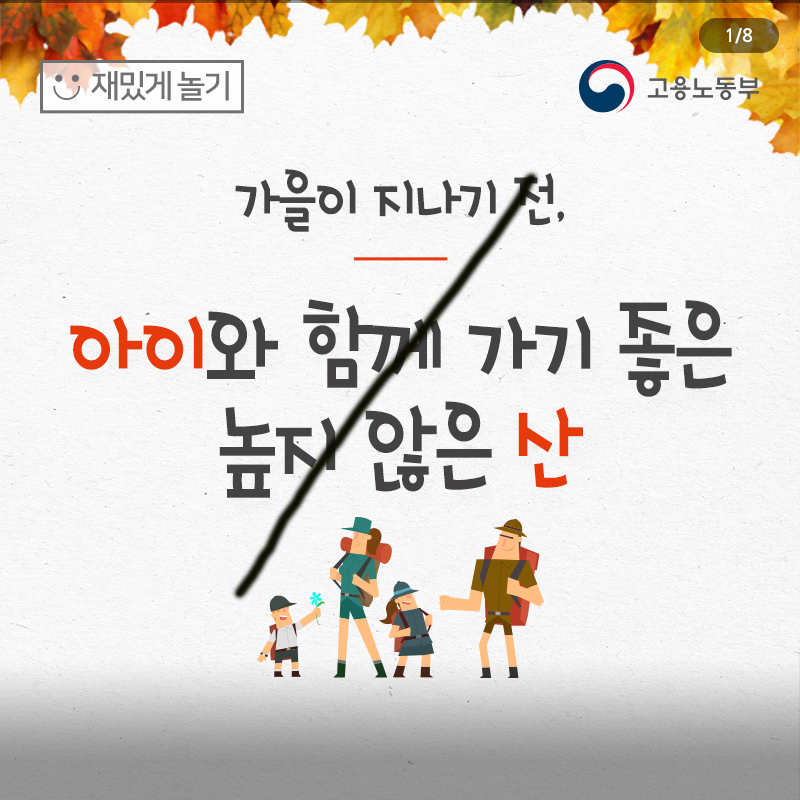 1/8
재밌게 놀기
고용노동부
가을이 지나기 전,
아이와 함께 가기 좋은
높지 않은 산